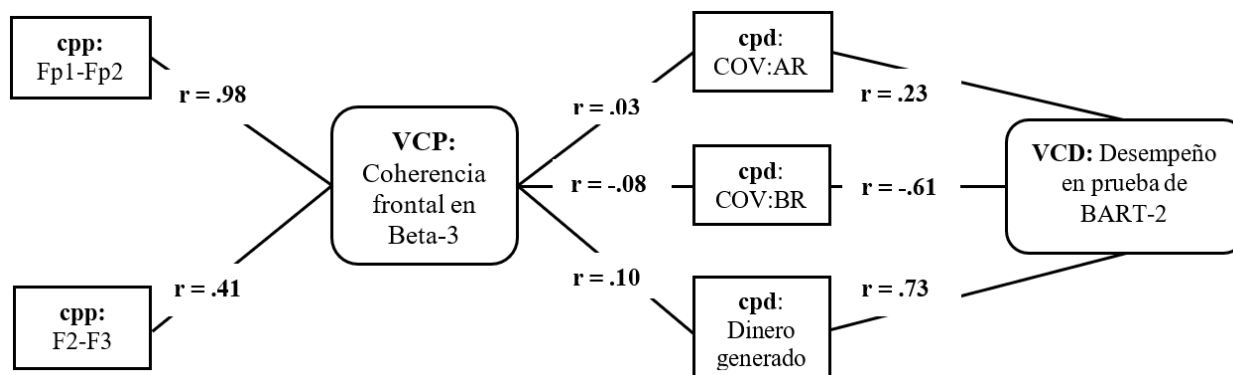 cpp:
Fp1-Fp2
r = .98
cpp:
F2-F3
r = .41
VCP:
Coherencia
frontal en
Beta-3
r = .03
r = -.08
r = .10
cpd:
COV:AR
r = .23
cpd:
COV:BR
r = -.61
cpd:
Dinero
generado
r = .73
VCD: Desempeño
en prueba de
BART-2